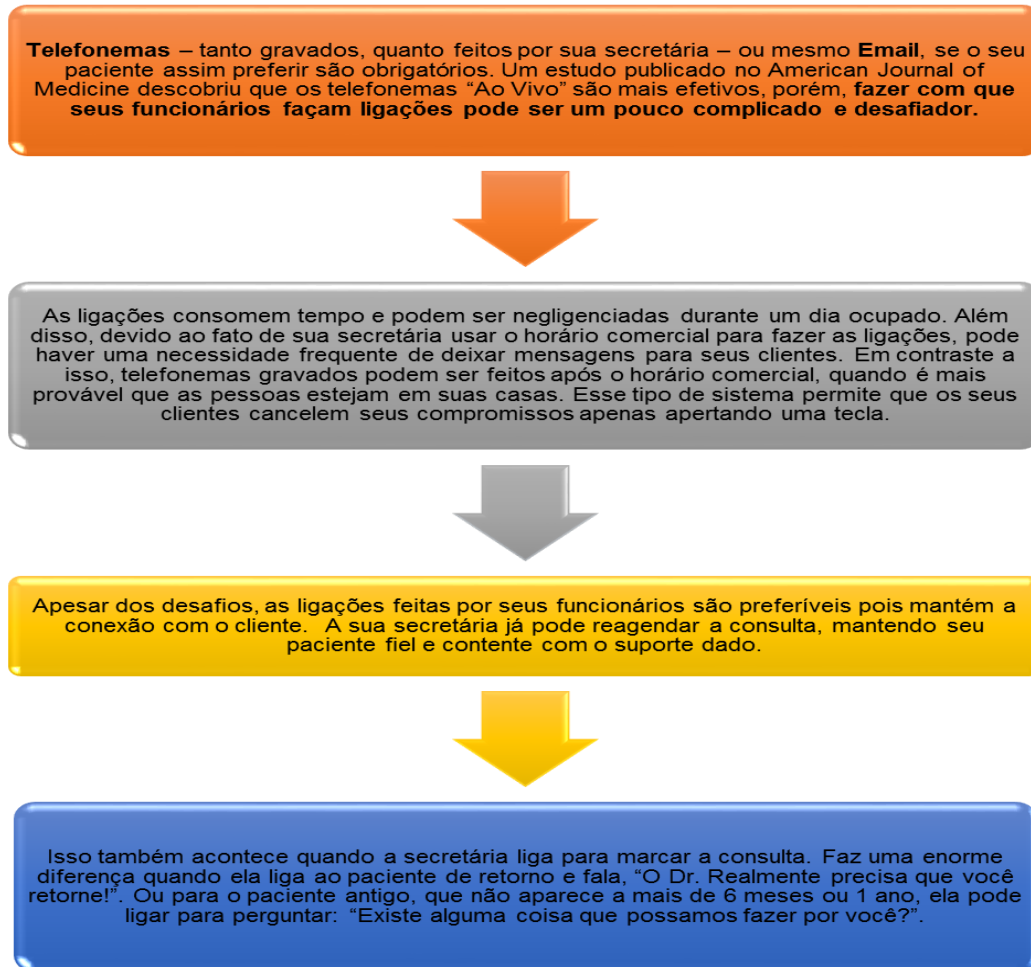 Telefonemas – tanto gravados, quanto feitos por sua secretária – ou mesmo Email, se o seu
paciente assim preferir são obrigatórios. Um estudo publicado no American Journal of
Medicine descobriu que os telefonemas “Ao Vivo” são mais efetivos, porém, fazer com que
seus funcionários façam ligações pode ser um pouco complicado e desafiador.
As ligações consomem tempo e podem ser negligenciadas durante um dia ocupado. Além
disso, devido ao fato de sua secretária usar o horário comercial para fazer as ligações, pode
haver uma necessidade frequente de deixar mensagens para seus clientes. Em contraste a
isso, telefonemas gravados podem ser feitos após o horário comercial, quando é mais
provável que as pessoas estejam em suas casas. Esse tipo de sistema permite que os seus
clientes cancelem seus compromissos apenas apertando uma tecla.
Apesar dos desafios, as ligações feitas por seus funcionários são preferíveis pois mantém a
conexão com o cliente. A sua secretária já pode reagendar a consulta, mantendo seu
paciente fiel e contente com o suporte dado.
Isso também acontece quando a secretária liga para marcar a consulta. Faz uma enorme
diferença quando ela liga ao paciente de retorno e fala, “O Dr. Realmente precisa que você
retorne!”. Ou para o paciente antigo, que não aparece a mais de 6 meses ou 1 ano, ela pode
ligar para perguntar: “Existe alguma coisa que possamos fazer por você?”.